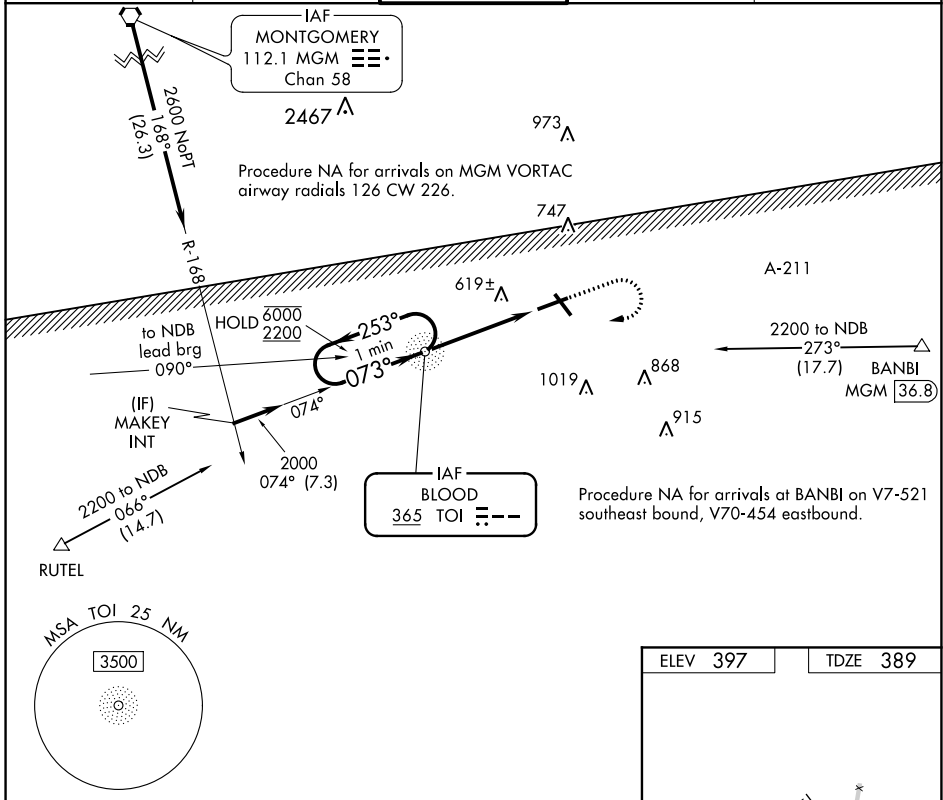 IAF
MONTGOMERY
112.1 MGM
Chan 58
2467
973
2600 NoPT
168°
(26.3)
Procedure NA for arrivals on MGM VORTAC
airway radials 126 CW 226.
747
R-168
A-211
619±
HOLD 6000
2200
253°
1 min
073°
to NDB
lead brg
090°
2200 to NDB
273°
(17.7)
BANBI
MGM 36.8
868
1019
074°
(IF)
MAKEY
INT
915
2000
074° (7.3)
IAF
BLOOD
365 TOI
2200 to NDB
066°
(14.7)
RUTEL
Procedure NA for arrivals at BANBI on V7-521
southeast bound, V70-454 eastbound.
MSA TOI 25 NM
3500
ELEV 397
TDZE 389